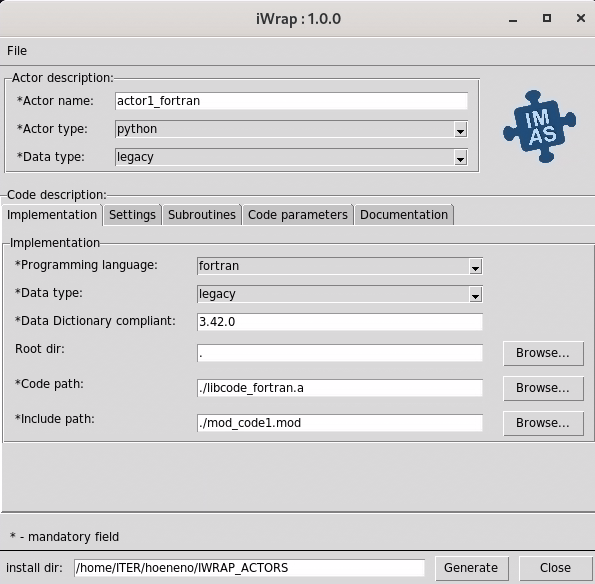 iWrap : 1.0.0
File
Actor description:
*Actor name: actor1_fortran
*Actor type: python
*Data type: legacy
IM
AS
Code description:
Implementation Settings Subroutines Code parameters Documentation
Implementation
*Programming language: fortran
*Data type: legacy
*Data Dictionary compliant: 3.42.0
Root dir: . Browse...
*Code path: ./libcode_fortran.a Browse...
*Include path: ./mod_code1.mod Browse...
* - mandatory field
install dir: /home/ITER/hoeneno/IWRAP_ACTORS Generate Close